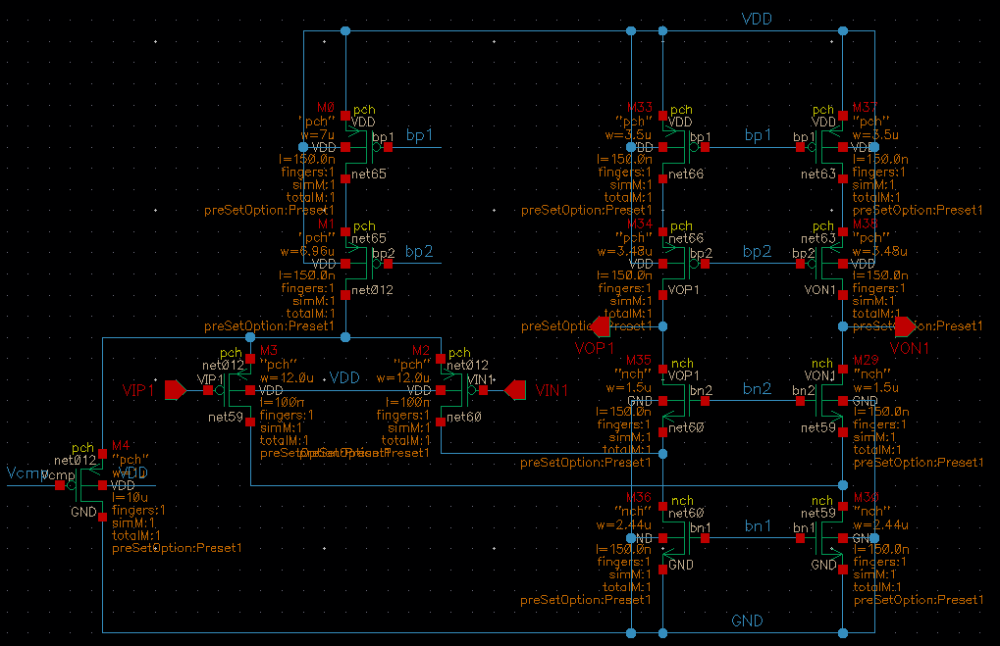 VDD
M0
pch
VDD
"pch"
w=7u
bp1
bp1
VDD
l=150.0n
fingers:1
net65
simM:1
totalM:1
preSetOption:Preset1
M1
pch
net65
"pch"
w=6.96u
bp2
bp2
VDD
l=150.0n
fingers:1
net012
simM:1
totalM:1
preSetOption:Preset1
M33
pch
VDD
"pch"
w=3.5u
bp1
VDD
l=150.0n
fingers:1
net66
simM:1
totalM:1
preSetOption:Preset1
bp1
M37
pch
VDD
"pch"
w=3.5u
bp1
VDD
l=150.0n
fingers:1
net63
simM:1
totalM:1
preSetOption:Preset1
M34
pch
net66
"pch"
w=3.48u
bp2
VDD
l=150.0n
fingers:1
VOP1
simM:1
totalM:1
preSetOption:Preset1
bp2
M38
pch
net63
"pch"
w=3.48u
bp2
VDD
l=150.0n
fingers:1
VON1
simM:1
totalM:1
preSetOption:Preset1
VOP1
VON1
M3
pch
net012
"pch"
w=12.0u
VIP1
VIP1
VDD
l=100n
fingers:1
net59
simM:1
totalM:1
VDD
M2
pch
net012
"pch"
w=12.0u
VIN1
VIN1
VDD
l=100n
fingers:1
net60
simM:1
totalM:1
M35
nch
VOP1
"nch"
w=1.5u
bn2
GND
l=150.0n
fingers:1
net60
simM:1
totalM:1
preSetOption:Preset1
bn2
M29
nch
VON1
"nch"
w=1.5u
bn2
GND
l=150.0n
fingers:1
net59
simM:1
totalM:1
preSetOption:Preset1
M4
pch
net012
"pch"
Vcmp
Vcmp
VDD
VDD
l=10u
fingers:1
GND
simM:1
totalM:1
preSetOption:Preset1
M36
nch
net60
"nch"
w=2.44u
bn1
GND
l=150.0n
fingers:1
GND
simM:1
totalM:1
preSetOption:Preset1
bn1
M30
nch
net59
"nch"
w=2.44u
bn1
GND
l=150.0n
fingers:1
GND
simM:1
totalM:1
preSetOption:Preset1
GND